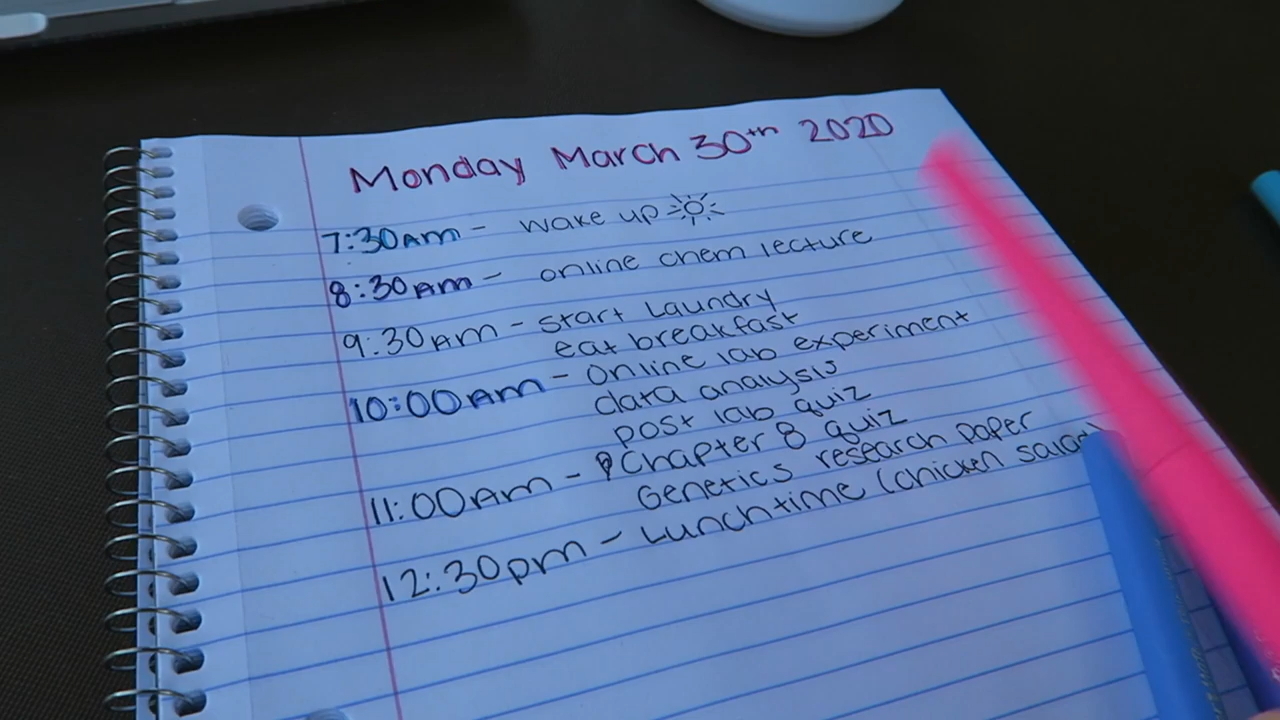 Monday March 30th 2020
7:30AM - wake up
8:30AM - online chem lecture
9:30AM - start laundry
eat breakfast
10:00AM - online lab experiment
data analysis
post lab quiz
11:00AM - Chapter 8 quiz
Genetics research paper
12:30pm - Lunchtime (chicken salad)